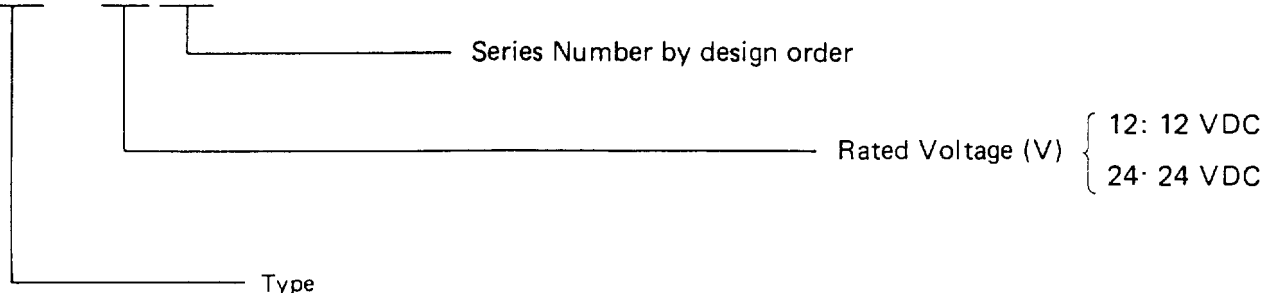 Series Number by design order
12: 12 VDC
Rated Voltage (V)
24· 24 VDC
Type